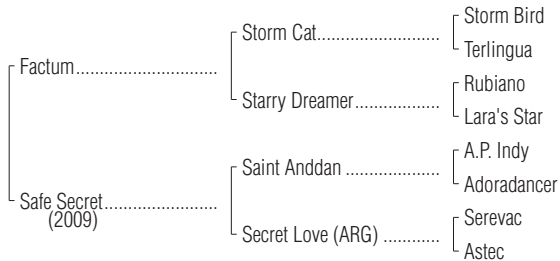 Storm Bird
Storm Cat..............................
Terlingua
Factum..................................
Rubiano
Starry Dreamer.....................
Lara's Star
A.P. Indy
Saint Anddan
Adoradancer
Safe Secret...........................
(2009)
Serevac
Secret Love (ARG) ..............
Astec